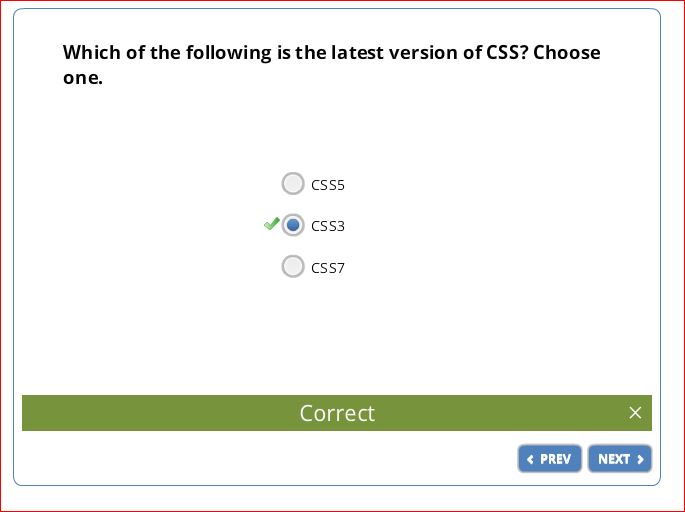 Which of the following is the latest version of CSS? Choose
one.
CSS5
CSS3
CSS7
Correct
PREV
NEXT